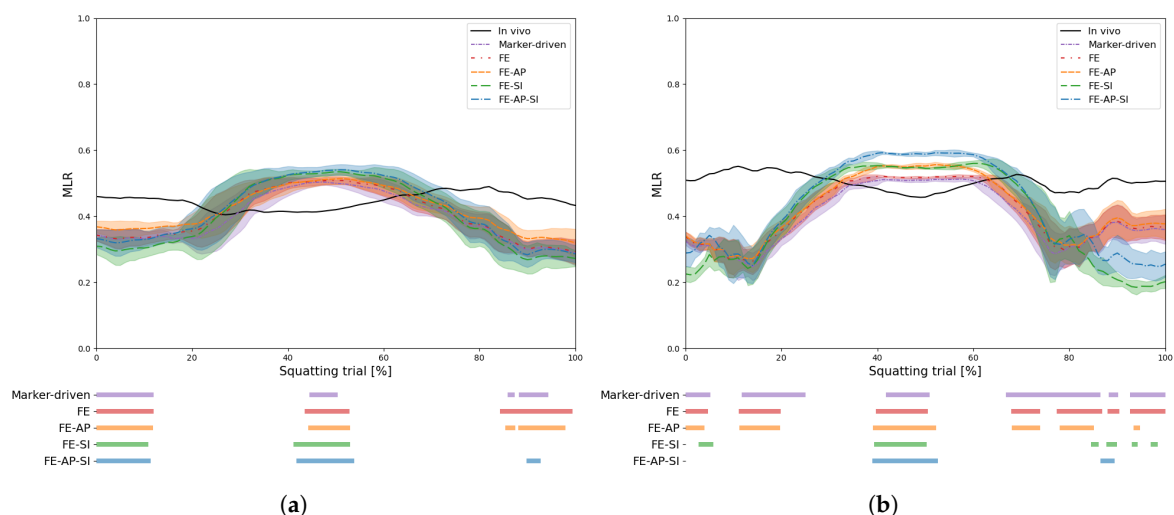 1.0
0.8
0.6
0.4
0.2
0.0
MLR
In vivo
Marker-driven
FE
FE-AP
FE-SI
FE-AP-SI
0 20 40 60 80 100
Squatting trial [%]
Marker-driven
FE
FE-AP
FE-SI
FE-AP-SI
(a)
1.0
0.8
0.6
0.4
0.2
0.0
MLR
In vivo
Marker-driven
FE
FE-AP
FE-SI
FE-AP-SI
0 20 40 60 80 100
Squatting trial [%]
Marker-driven
FE
FE-AP
FE-SI
FE-AP-SI
(b)